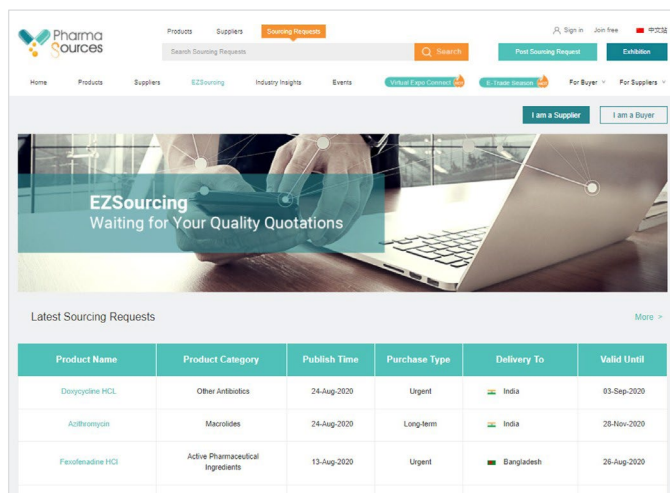 Pharma Sources
Products Suppliers Sourcing Requests
Sign in Join free 中文站
Search Sourcing Requests Search Post Sourcing Request Exhibition
Home Products Suppliers EZSourcing Industry Insights Events Virtual Expo Connect E-Trade Season For Buyer For Suppliers
I am a Supplier I am a Buyer
EZSourcing
Waiting for Your Quality Quotations
Latest Sourcing Requests More >
Product Name Product Category Publish Time Purchase Type Delivery To Valid Until
Doxycycline HCL Other Antibiotics 24-Aug-2020 Urgent India 03-Sep-2020
Azithromycin Macrolides 24-Aug-2020 Long-term India 28-Nov-2020
Fexofenadine HCl Active Pharmaceutical Ingredients 13-Aug-2020 Urgent Bangladesh 26-Aug-2020